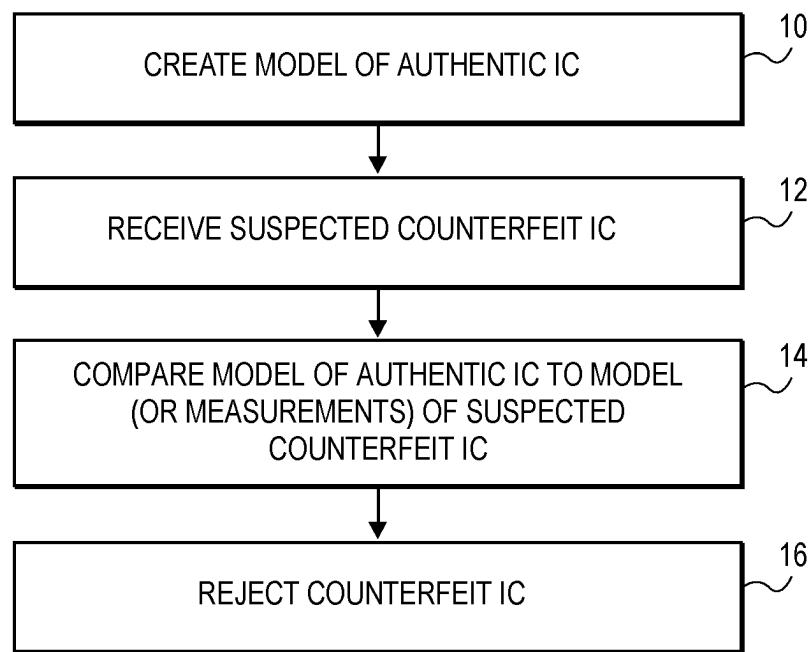 10
CREATE MODEL OF AUTHENTIC IC
12
RECEIVE SUSPECTED COUNTERFEIT IC
14
COMPARE MODEL OF AUTHENTIC IC TO MODEL
(OR MEASUREMENTS) OF SUSPECTED
COUNTERFEIT IC
16
REJECT COUNTERFEIT IC